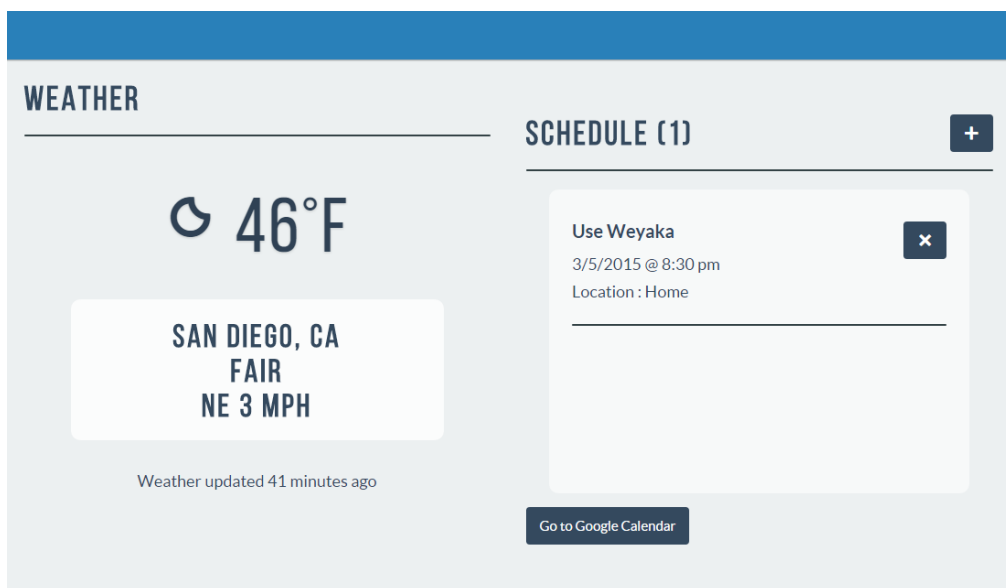 WEATHER
46°F
SAN DIEGO, CA
FAIR
NE 3 MPH
Weather updated 41 minutes ago
SCHEDULE (1)
+
Use Weyaka
3/5/2015 @ 8:30 pm
Location : Home
Go to Google Calendar